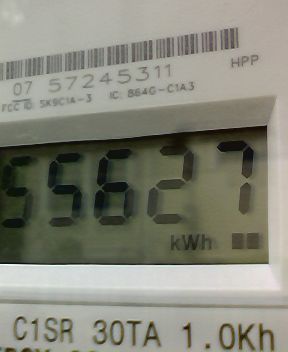 07 57245311
HPP
FCC ID: SK9C1A-3 IC: 864G-C1A3
55627
kWh
C1SR 30TA 1.0Kh